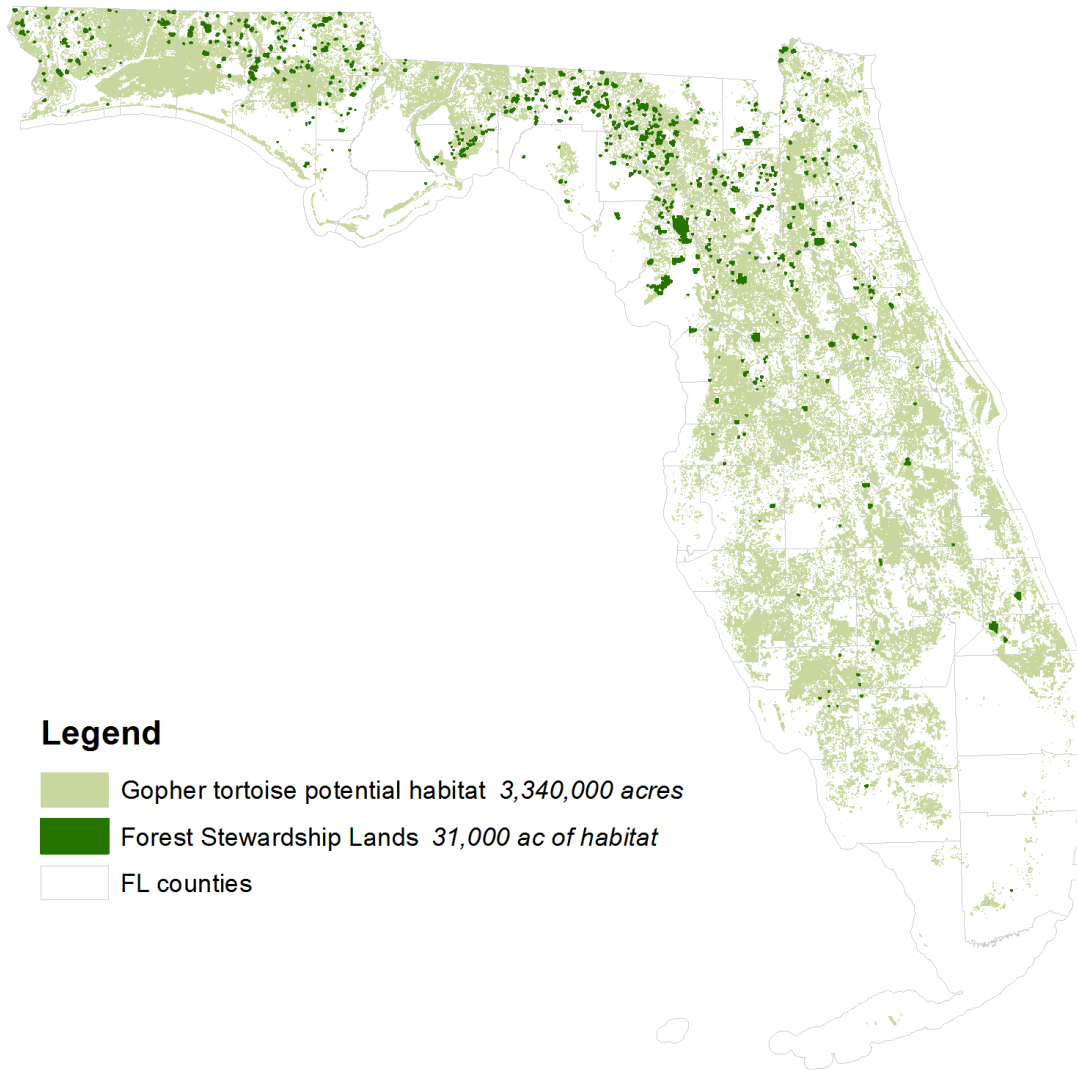 Legend
Gopher tortoise potential habitat 3,340,000 acres
Forest Stewardship Lands 31,000 ac of habitat
FL counties